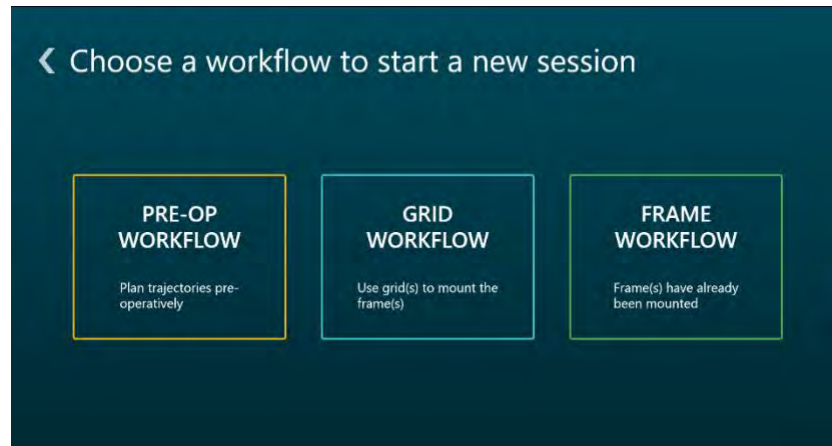 Choose a workflow to start a new session
PRE-OP
WORKFLOW
Plan trajectories pre-
operatively
GRID
WORKFLOW
Use grid(s) to mount the
frame(s)
FRAME
WORKFLOW
Frame(s) have already
been mounted